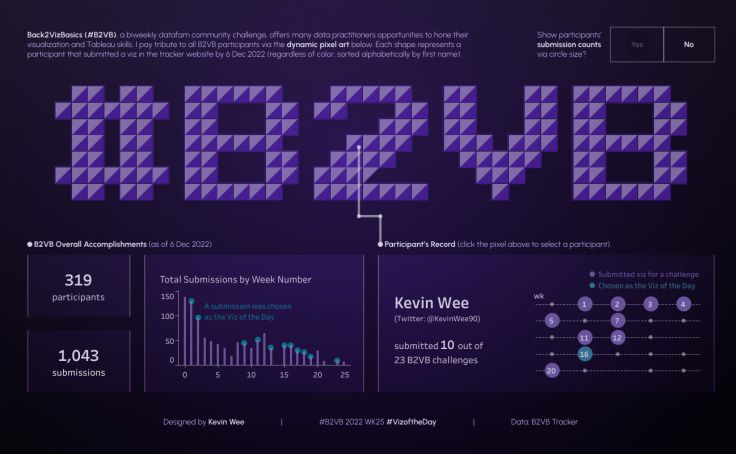 Back2VizBasics (#B2VB), a biweekly datafam community challenge, offers many data practitioners opportunities to hone their
visualization and Tableau skills. I pay tribute to all B2VB participants via the dynamic pixel art below. Each shape represents a
participant that submitted a viz in the tracker website by 6 Dec 2022 (regardless of color, sorted alphabetically by first name).
Show participants'
submission counts
via circle size?
Yes
No
#B2VB
B2VB Overall Accomplishments (as of 6 Dec 2022)
Participant's Record (click the pixel above to select a participant)
319
participants
1,043
submissions
Total Submissions by Week Number
A submission was chosen
as the Viz of the Day
150
100
50
0
0 5 10 15 20 25
Submitted viz for a challenge
Chosen as the Viz of the Day
Kevin Wee
(Twitter: @KevinWee90)
submitted 10 out of
23 B2VB challenges
wk
1 2 3 4
5 7
11 12
16
20
Designed by Kevin Wee | #B2VB 2022 WK25 #VizoftheDay | Data: B2VB Tracker